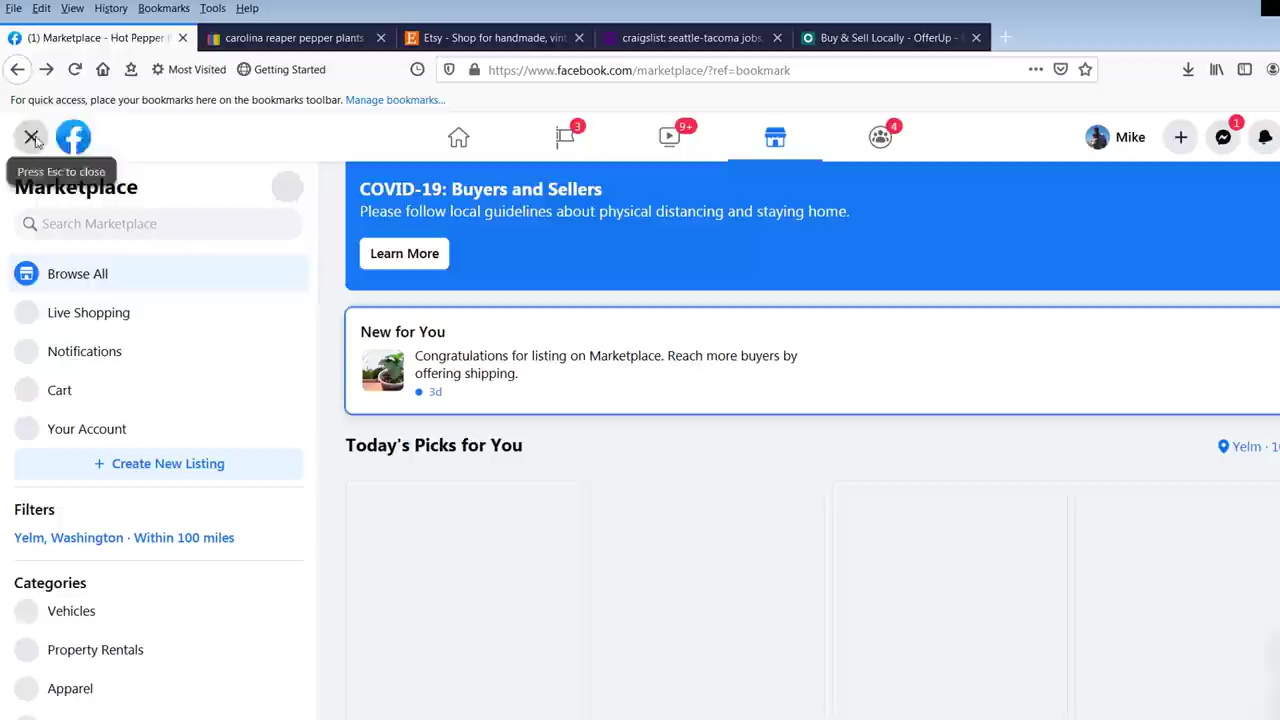 File Edit View History Bookmarks Tools Help
(1) Marketplace - Hot Pepper
carolina reaper pepper plants
Etsy - Shop for handmade, vint
craigslist: seattle-tacoma jobs,
Buy & Sell Locally - OfferUp -
Most Visited
Getting Started
https://www.facebook.com/marketplace/?ref=bookmark
For quick access, place your bookmarks here on the bookmarks toolbar. Manage bookmarks...
3
9+
4
Mike
1
Press Esc to close
Marketplace
Search Marketplace
Browse All
Live Shopping
Notifications
Cart
Your Account
+ Create New Listing
Filters
Yelm, Washington · Within 100 miles
Categories
Vehicles
Property Rentals
Apparel
COVID-19: Buyers and Sellers
Please follow local guidelines about physical distancing and staying home.
Learn More
New for You
Congratulations for listing on Marketplace. Reach more buyers by
offering shipping.
3d
Today's Picks for You
Yelm ·